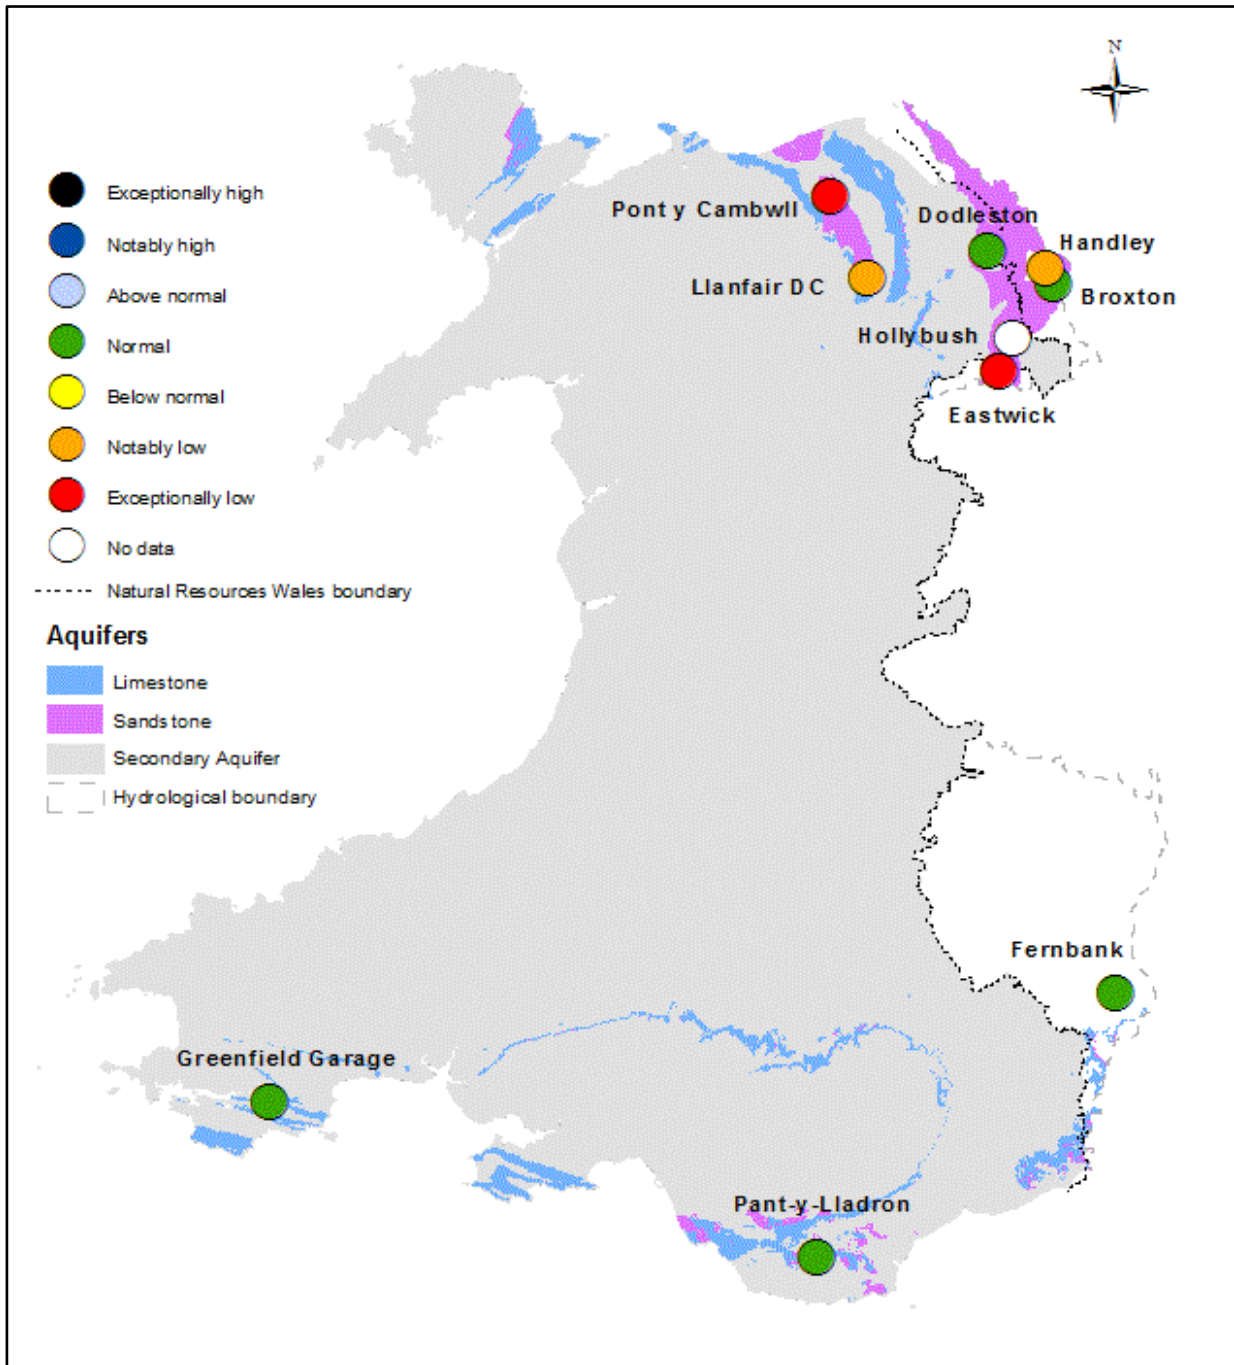 N
Exceptionally high
Notably high
Above normal
Normal
Below normal
Notably low
Exceptionally low
No data
Natural Resources Wales boundary
Aquifers
Limestone
Sandstone
Secondary Aquifer
Hydrological boundary
Pont y Cambwll
Dodleston
Handley
Llanfair DC
Broxton
Hollybush
Eastwick
Fernbank
Greenfield Garage
Pant-y-Lladron